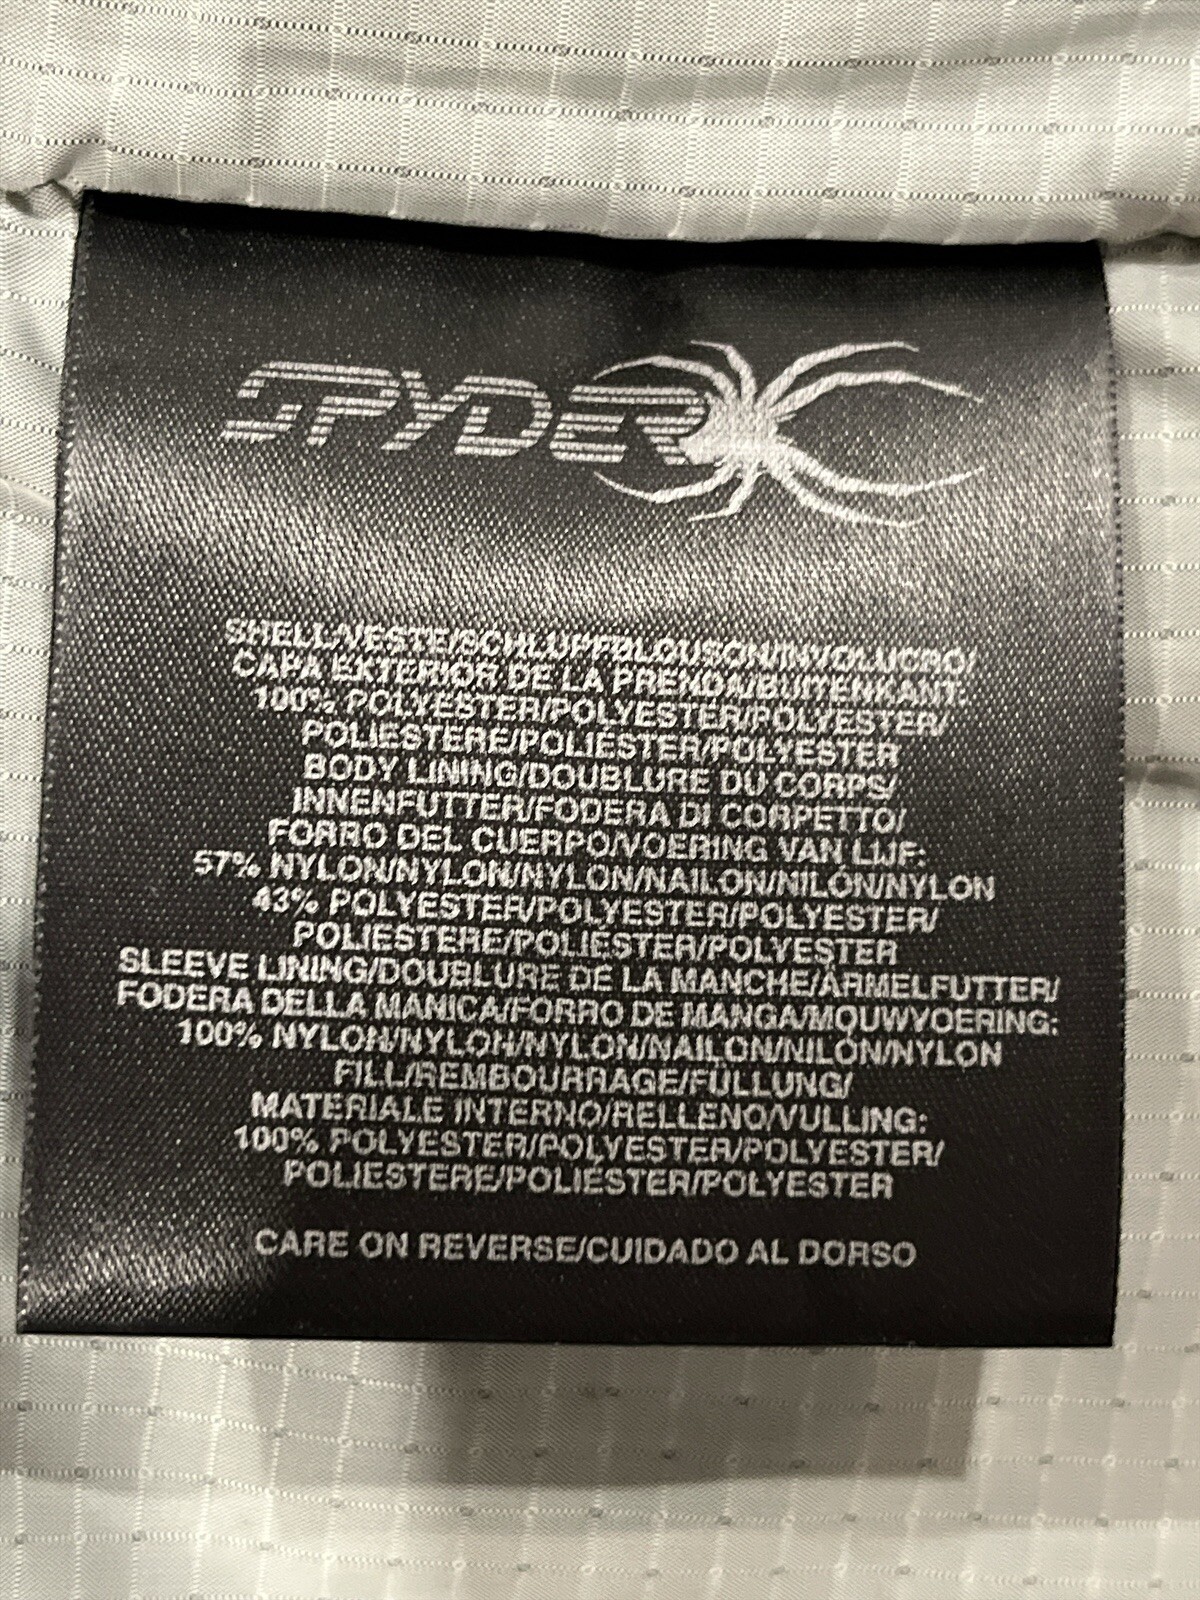 SPYDER
SHELL/VESTE/SCHLUPFBLOUSON/INVOLUCRO/
CAPA EXTERIOR DE LA PRENDA/BUITENKANT:
100% POLYESTER/POLYESTER/POLYESTER/
POLIESTERE/POLIÉSTER/POLYESTER
BODY LINING/DOUBLURE DU CORPS/
INNENFUTTER/FODERA DI CORPETTO/
FORRO DEL CUERPO/VOERING VAN LIJF:
57% NYLON/NYLON/NYLON/NAILON/NILÓN/NYLON
43% POLYESTER/POLYESTER/POLYESTER/
POLIESTERE/POLIÉSTER/POLYESTER
SLEEVE LINING/DOUBLURE DE LA MANCHE/ÄRMELFUTTER/
FODERA DELLA MANICA/FORRO DE MANGA/MOUWVOERING:
100% NYLON/NYLON/NYLON/NAILON/NILÓN/NYLON
FILL/REMBOURRAGE/FÜLLUNG/
MATERIALE INTERNO/RELLENO/VULLING:
100% POLYESTER/POLYESTER/POLYESTER/
POLIESTERE/POLIÉSTER/POLYESTER
CARE ON REVERSE/CUIDADO AL DORSO